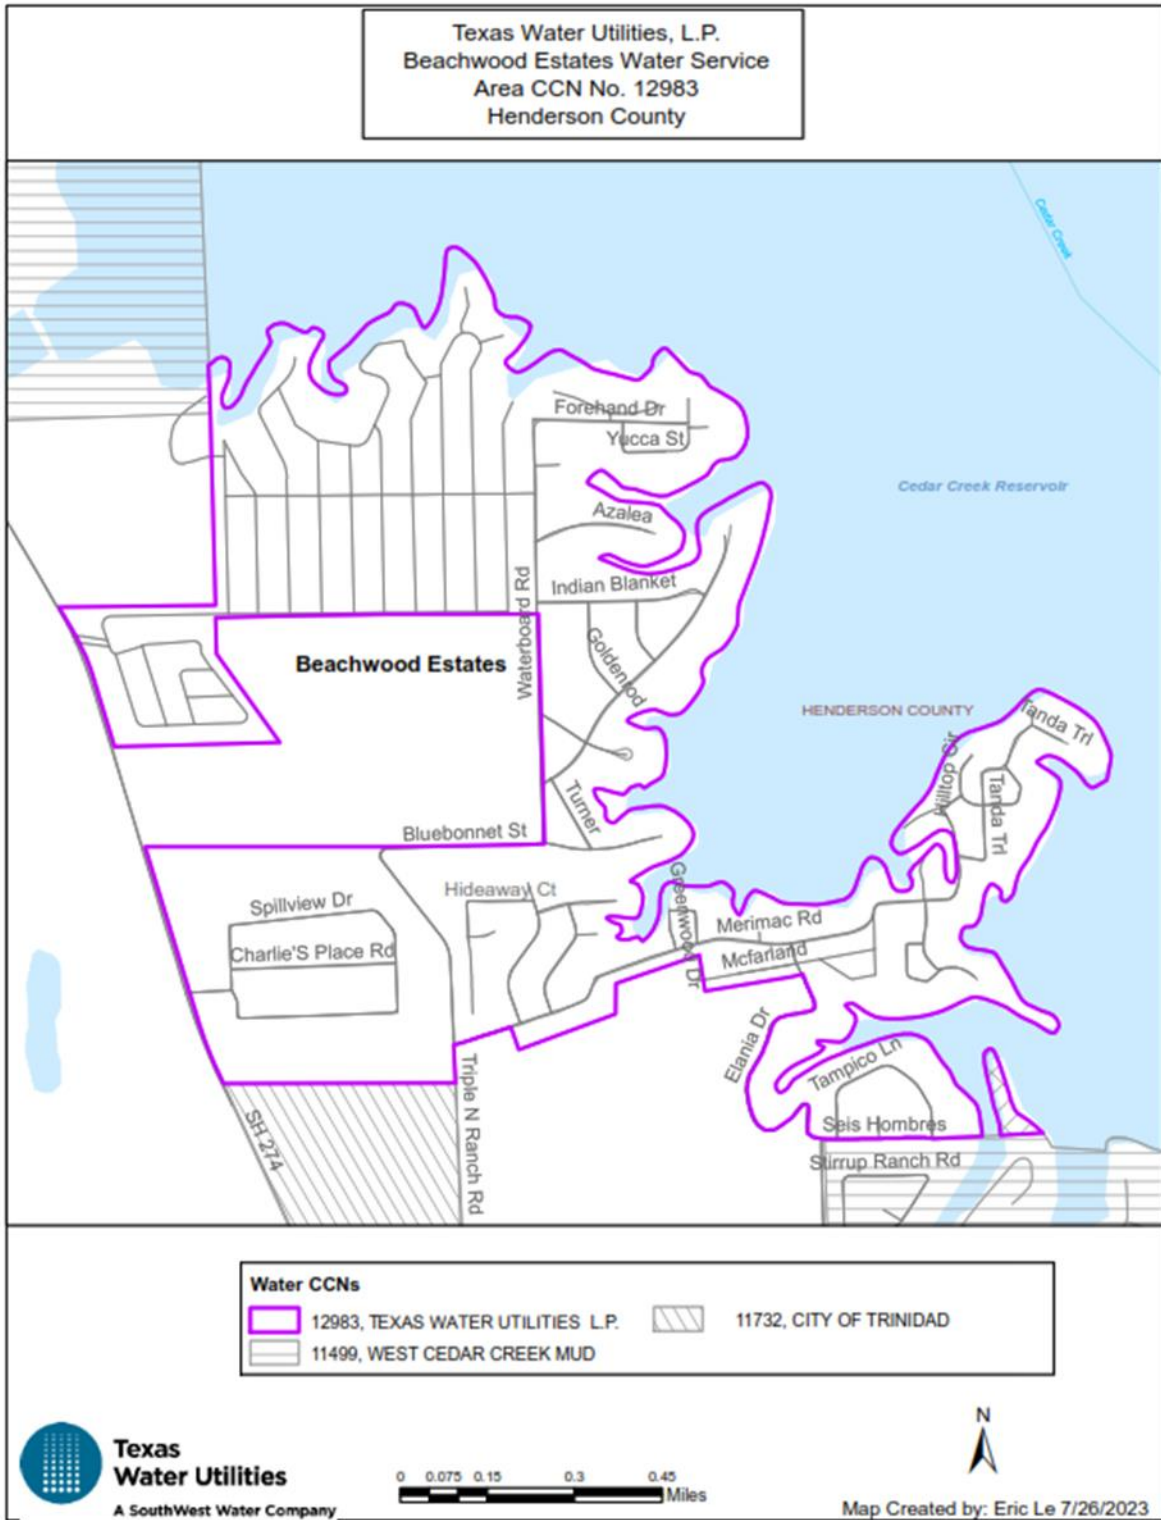 Texas Water Utilities, L.P.
Beachwood Estates Water Service
Area CCN No. 12983
Henderson County
Cedar Creek
Forehand Dr
Yucca St
Cedar Creek Reservoir
Azalea
Indian Blanket
Waterboard Rd
Goldenrod
Beachwood Estates
HENDERSON COUNTY
Tanda Trl
Hilltop Cir
Tanda Trl
Turner
Bluebonnet St
Hideaway Ct
Greenwood Dr
Spillview Dr
Merimac Rd
Charlie'S Place Rd
Mcfarland
Elania Dr
Tampico Ln
Triple N Ranch Rd
SH 274
Seis Hombres
Stirrup Ranch Rd
Water CCNs
12983, TEXAS WATER UTILITIES L.P.
11732, CITY OF TRINIDAD
11499, WEST CEDAR CREEK MUD
N
Texas
Water Utilities
A SouthWest Water Company
0 0.075 0.15 0.3 0.45
Miles
Map Created by: Eric Le 7/26/2023